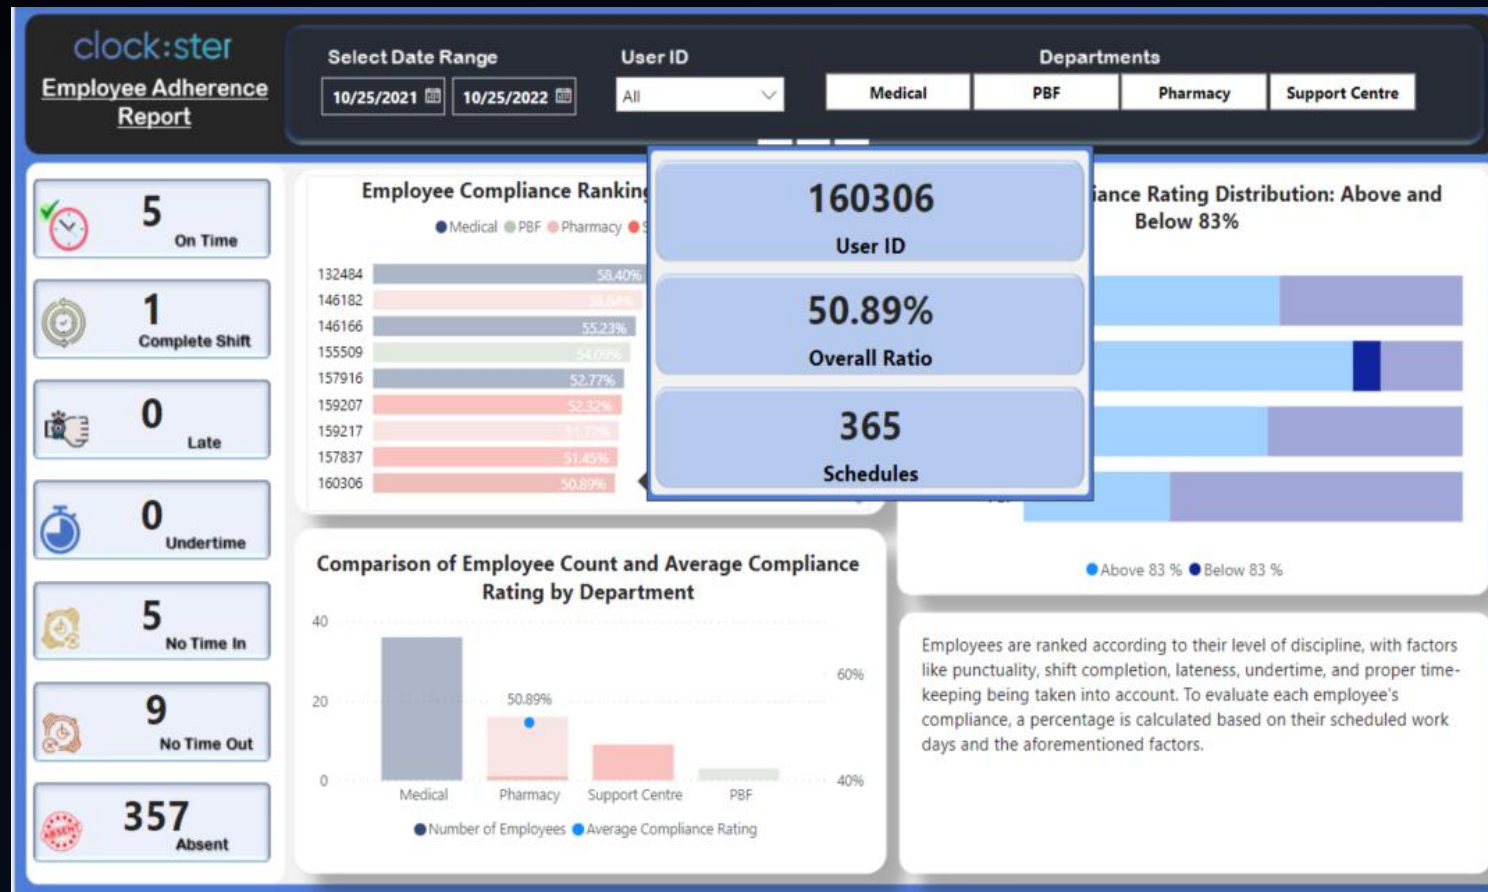 clock:ster
Employee Adherence
Report
Select Date Range
10/25/2021
10/25/2022
User ID
All
Departments
Medical
PBF
Pharmacy
Support Centre
5
On Time
1
Complete Shift
0
Late
0
Undertime
5
No Time In
9
No Time Out
357
Absent
Employee Compliance Ranking
Medical PBF Pharmacy
132484 58.40%
146182 56.64%
146166 55.23%
155509 54.09%
157916 52.77%
159207 52.32%
159217 51.72%
157837 51.45%
160306 50.89%
160306
User ID
50.89%
Overall Ratio
365
Schedules
iance Rating Distribution: Above and
Below 83%
Above 83 % Below 83 %
Comparison of Employee Count and Average Compliance
Rating by Department
40
20
0
60%
40%
50.89%
Medical Pharmacy Support Centre PBF
Number of Employees Average Compliance Rating
Employees are ranked according to their level of discipline, with factors
like punctuality, shift completion, lateness, undertime, and proper time-
keeping being taken into account. To evaluate each employee's
compliance, a percentage is calculated based on their scheduled work
days and the aforementioned factors.